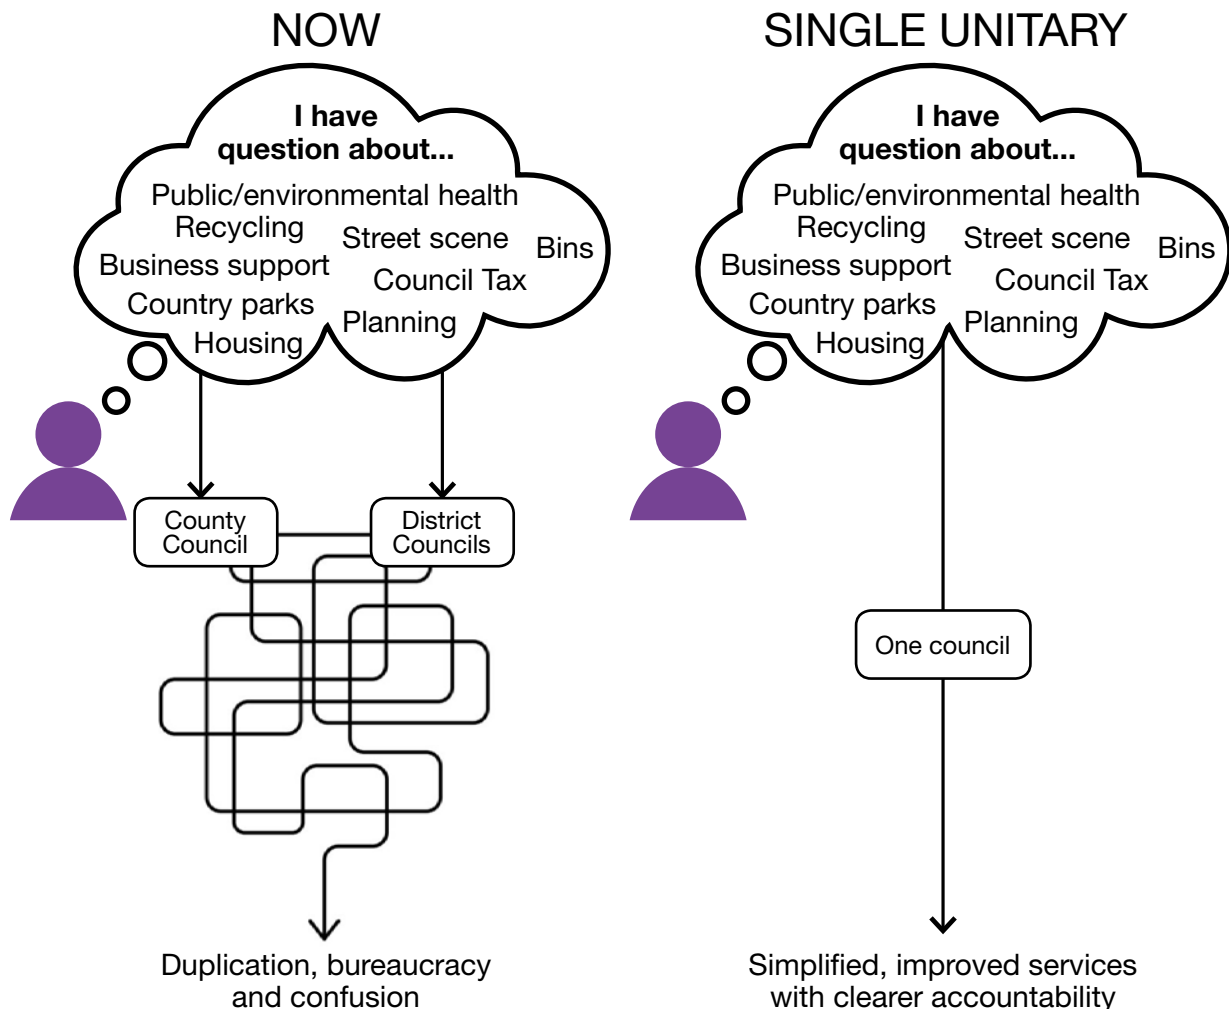 NOW
I have
question about...
Public/environmental health
Recycling
Street scene
Bins
Business support
Council Tax
Country parks
Planning
Housing
County
Council
District
Councils
Duplication, bureaucracy
and confusion
SINGLE UNITARY
I have
question about...
Public/environmental health
Recycling
Street scene
Bins
Business support
Council Tax
Country parks
Planning
Housing
One council
Simplified, improved services
with clearer accountability